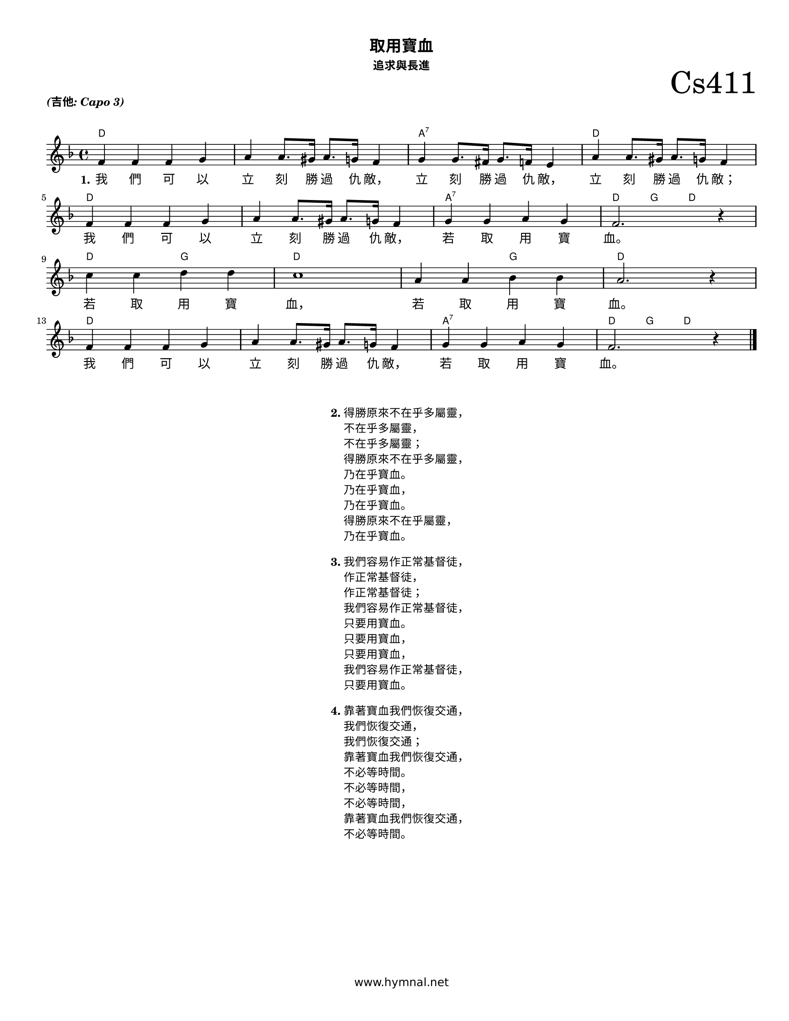 取用寶血
追求與長進
Cs411
(吉他: Capo 3)
D A7 D
1. 我 們 可 以 立 刻 勝過 仇敵, 立 刻 勝過 仇敵, 立 刻 勝過 仇敵；
5 D A7 D G D
我 們 可 以 立 刻 勝過 仇敵, 若 取 用 寶 血。
9 D G D G D
若 取 用 寶 血, 若 取 用 寶 血。
13 D A7 D G D
我 們 可 以 立 刻 勝過 仇敵, 若 取 用 寶 血。
2. 得勝原來不在乎多屬靈,
不在乎多屬靈,
不在乎多屬靈；
得勝原來不在乎多屬靈,
乃在乎寶血。
乃在乎寶血,
乃在乎寶血。
得勝原來不在乎屬靈,
乃在乎寶血。
3. 我們容易作正常基督徒,
作正常基督徒,
作正常基督徒；
我們容易作正常基督徒,
只要用寶血。
只要用寶血,
只要用寶血,
我們容易作正常基督徒,
只要用寶血。
4. 靠著寶血我們恢復交通,
我們恢復交通,
我們恢復交通；
靠著寶血我們恢復交通,
不必等時間。
不必等時間,
不必等時間,
靠著寶血我們恢復交通,
不必等時間。
www.hymnal.net